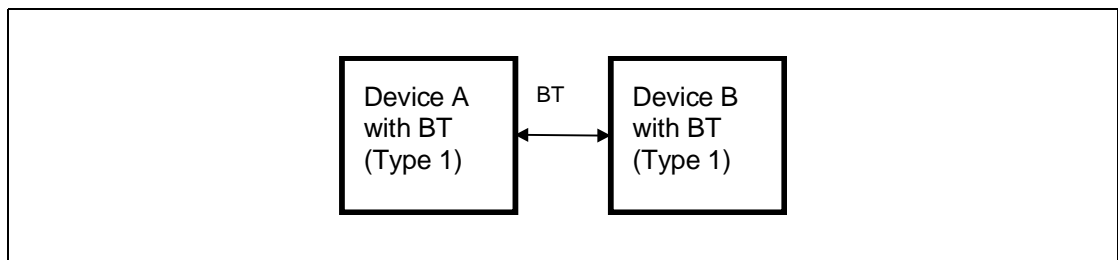 Device A
with BT
(Type 1)
BT
Device B
with BT
(Type 1)